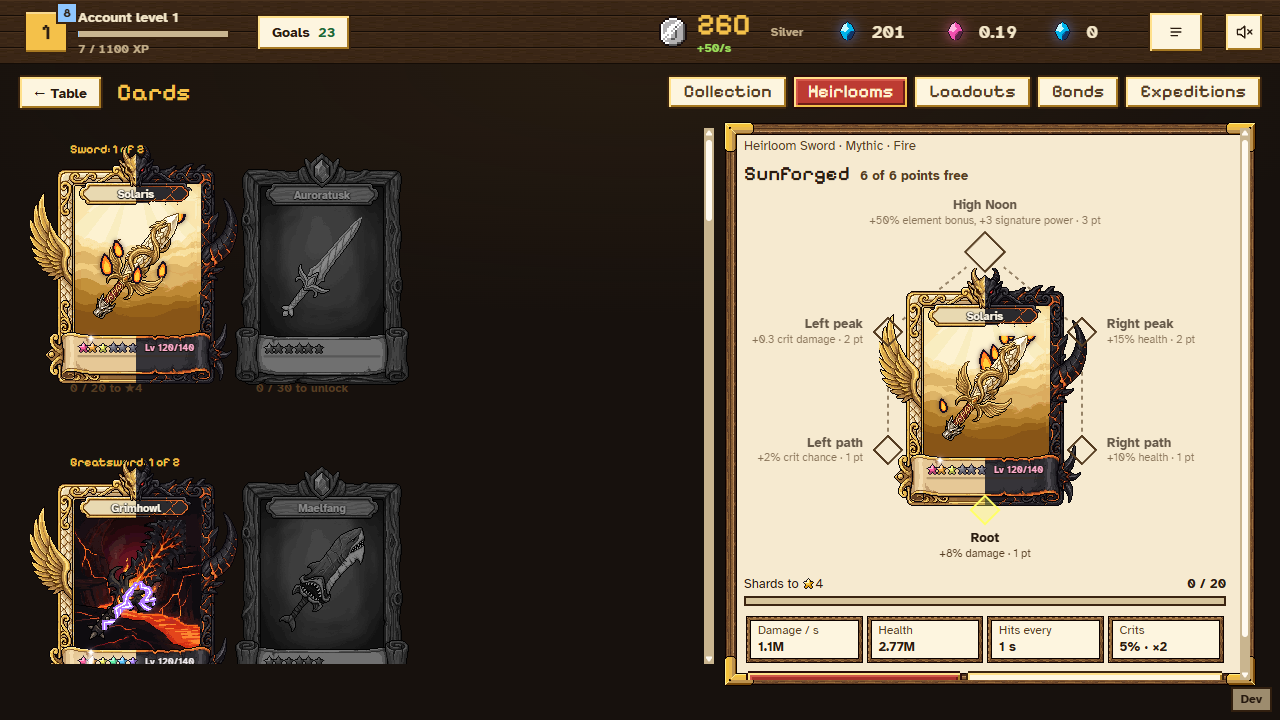 1
8
Account level 1
7 / 1100 XP
Goals 23
260
+50/s
Silver
201
0.19
0
← Table
Cards
Collection
Heirlooms
Loadouts
Bonds
Expeditions
Sword: 1 of 2
Solaris
Lv 120/140
0 / 20 to ★4
Auroratusk
0 / 30 to unlock
Greatsword: 1 of 2
Grimhowl
Lv 120/140
Maelfang
Heirloom Sword · Mythic · Fire
Sunforged 6 of 6 points free
High Noon
+50% element bonus, +3 signature power · 3 pt
Left peak
+0.3 crit damage · 2 pt
Right peak
+15% health · 2 pt
Solaris
Lv 120/140
Left path
+2% crit chance · 1 pt
Right path
+10% health · 1 pt
Root
+8% damage · 1 pt
Shards to ★4
0 / 20
Damage / s
1.1M
Health
2.77M
Hits every
1 s
Crits
5% · ×2
Dev